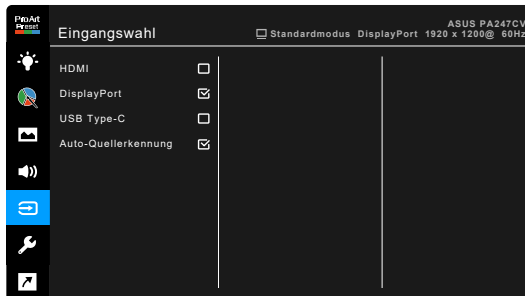 ProArt
Preset
Eingangswahl
ASUS PA247CV
Standardmodus DisplayPort 1920 x 1200@ 60Hz
HDMI
DisplayPort
USB Type-C
Auto-Quellerkennung